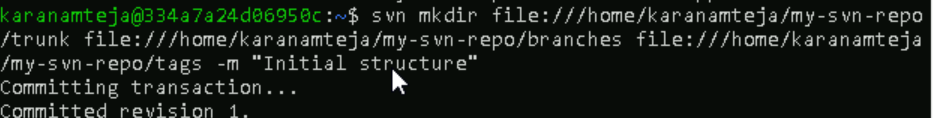 karanamteja@334a7a24d06950c:~$ svn mkdir file:///home/karanamteja/my-svn-repo
/trunk file:///home/karanamteja/my-svn-repo/branches file:///home/karanamteja
/my-svn-repo/tags -m "Initial structure"
Committing transaction...
Committed revision 1.